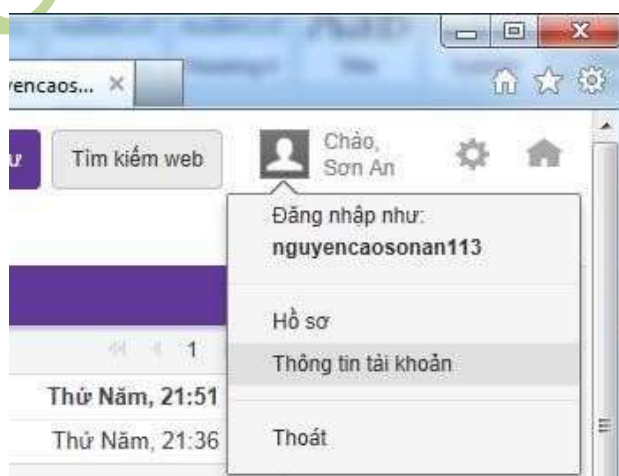 yencaos...
Tìm kiếm web
Chào,
Sơn An
Đăng nhập như:
nguyencaosonan113
Hồ sơ
1
Thông tin tài khoản
Thứ Năm, 21:51
Thứ Năm, 21:36
Thoát